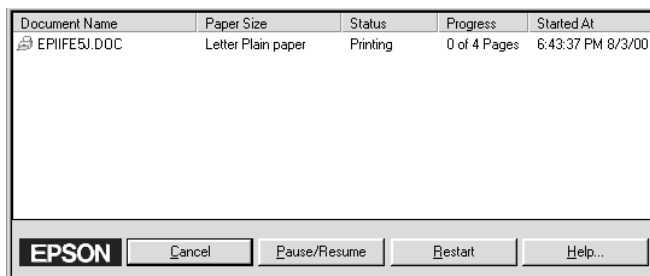 Document Name Paper Size Status Progress Started At
EPIIFE5J.DOC Letter Plain paper Printing 0 of 4 Pages 6:43:37 PM 8/3/00
EPSON Cancel Pause/Resume Restart Help...